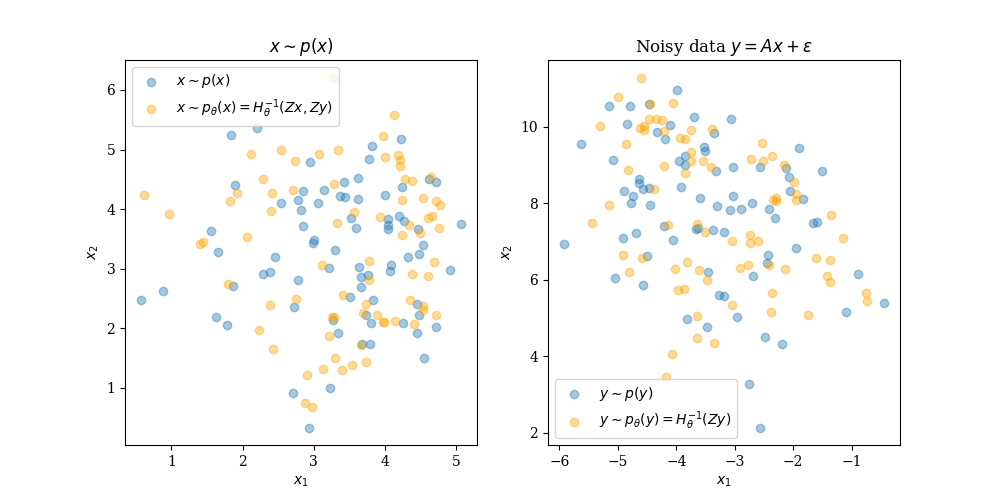 x ∼ p(x)
x ∼ p(x)
x ∼ p_θ(x) = H_θ^{-1}(Zx, Zy)
6
5
4
3
2
1
x_2
1 2 3 4 5
x_1
Noisy data y = Ax + ε
10
8
6
4
2
x_2
y ∼ p(y)
y ∼ p_θ(y) = H_θ^{-1}(Zy)
−6 −5 −4 −3 −2 −1
x_1